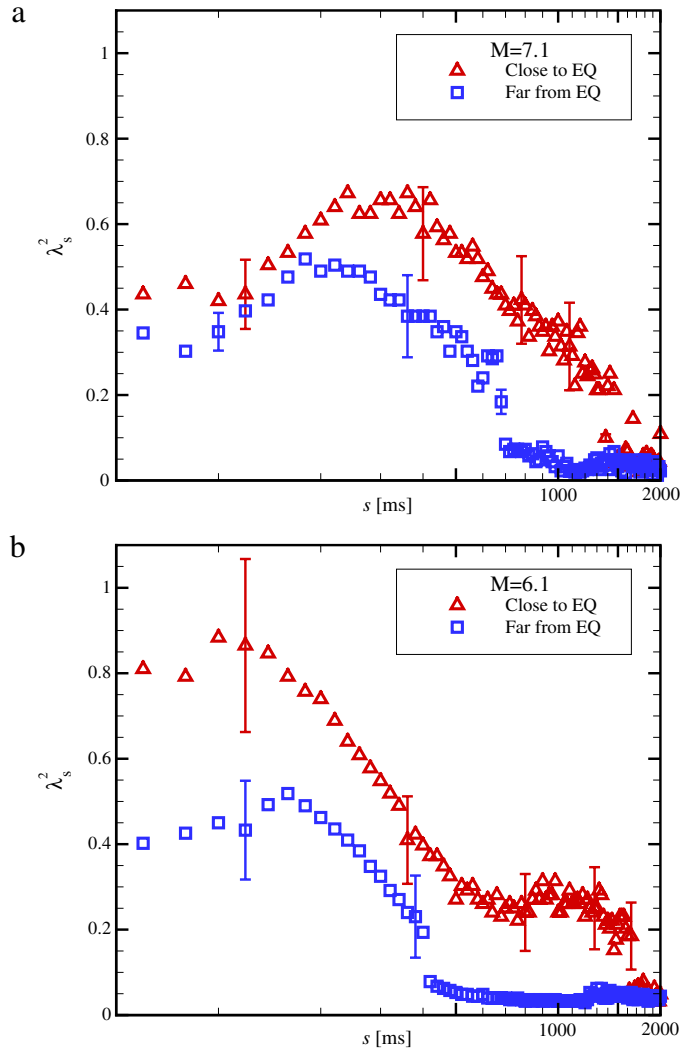 a
1
0.8
0.6
0.4
0.2
0
λ²ₛ
M=7.1
Close to EQ
Far from EQ
s [ms]
1000
2000
b
1
0.8
0.6
0.4
0.2
0
λ²ₛ
M=6.1
Close to EQ
Far from EQ
s [ms]
1000
2000